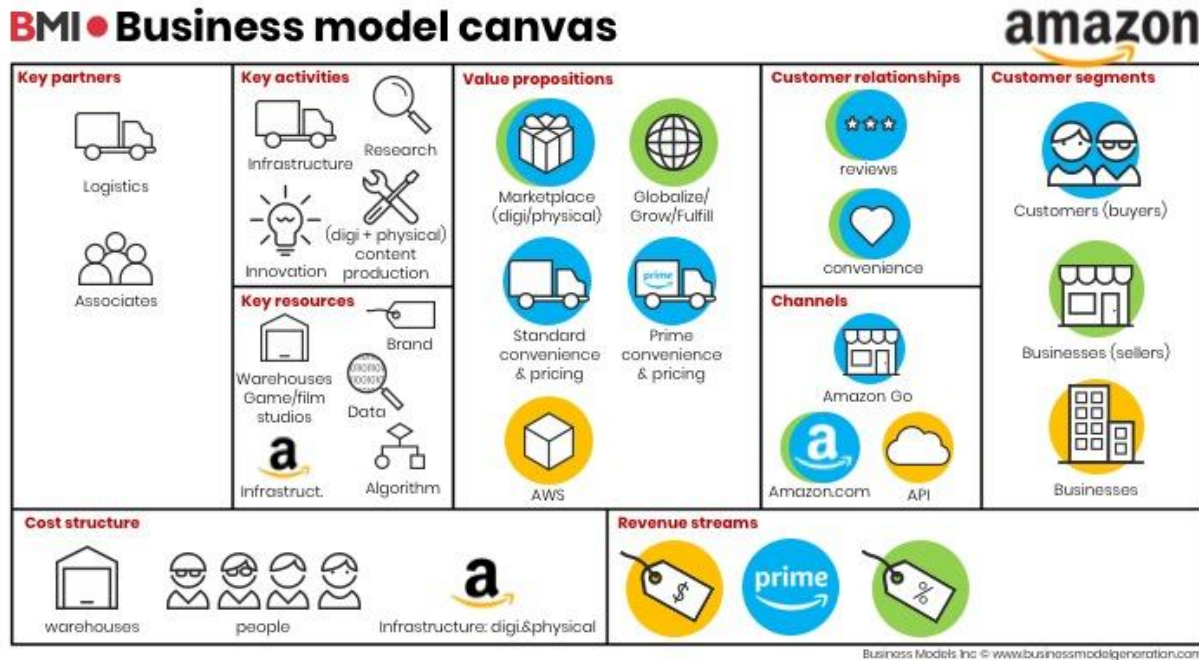 BMI Business model canvas
amazon
Key partners
Logistics
Associates
Key activities
Infrastructure
Research
Innovation
(digi + physical)
content
production
Key resources
Warehouses
Game/film
studios
Brand
Data
a
Infrastruct.
Algorithm
Value propositions
Marketplace
(digi/physical)
Globalize/
Grow/Fulfill
Standard
convenience
& pricing
prime
Prime
convenience
& pricing
AWS
Customer relationships
reviews
convenience
Channels
Amazon Go
a
Amazon.com
API
Customer segments
Customers (buyers)
Businesses (sellers)
Businesses
Cost structure
warehouses
people
a
Infrastructure: digi.&physical
Revenue streams
$
prime
%
Business Models Inc © www.businessmodelgeneration.com